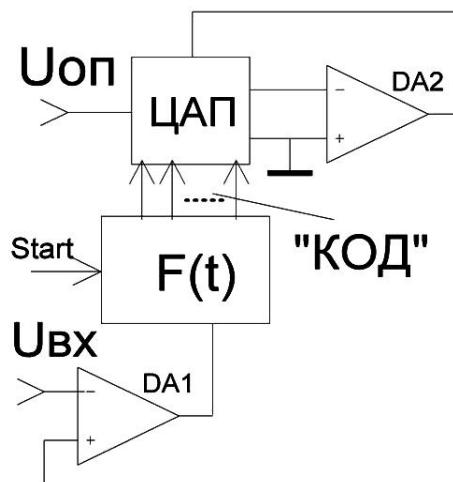 Uоп
ЦАП
−
+
DA2
"КОД"
Start
F(t)
Uвх
−
+
DA1